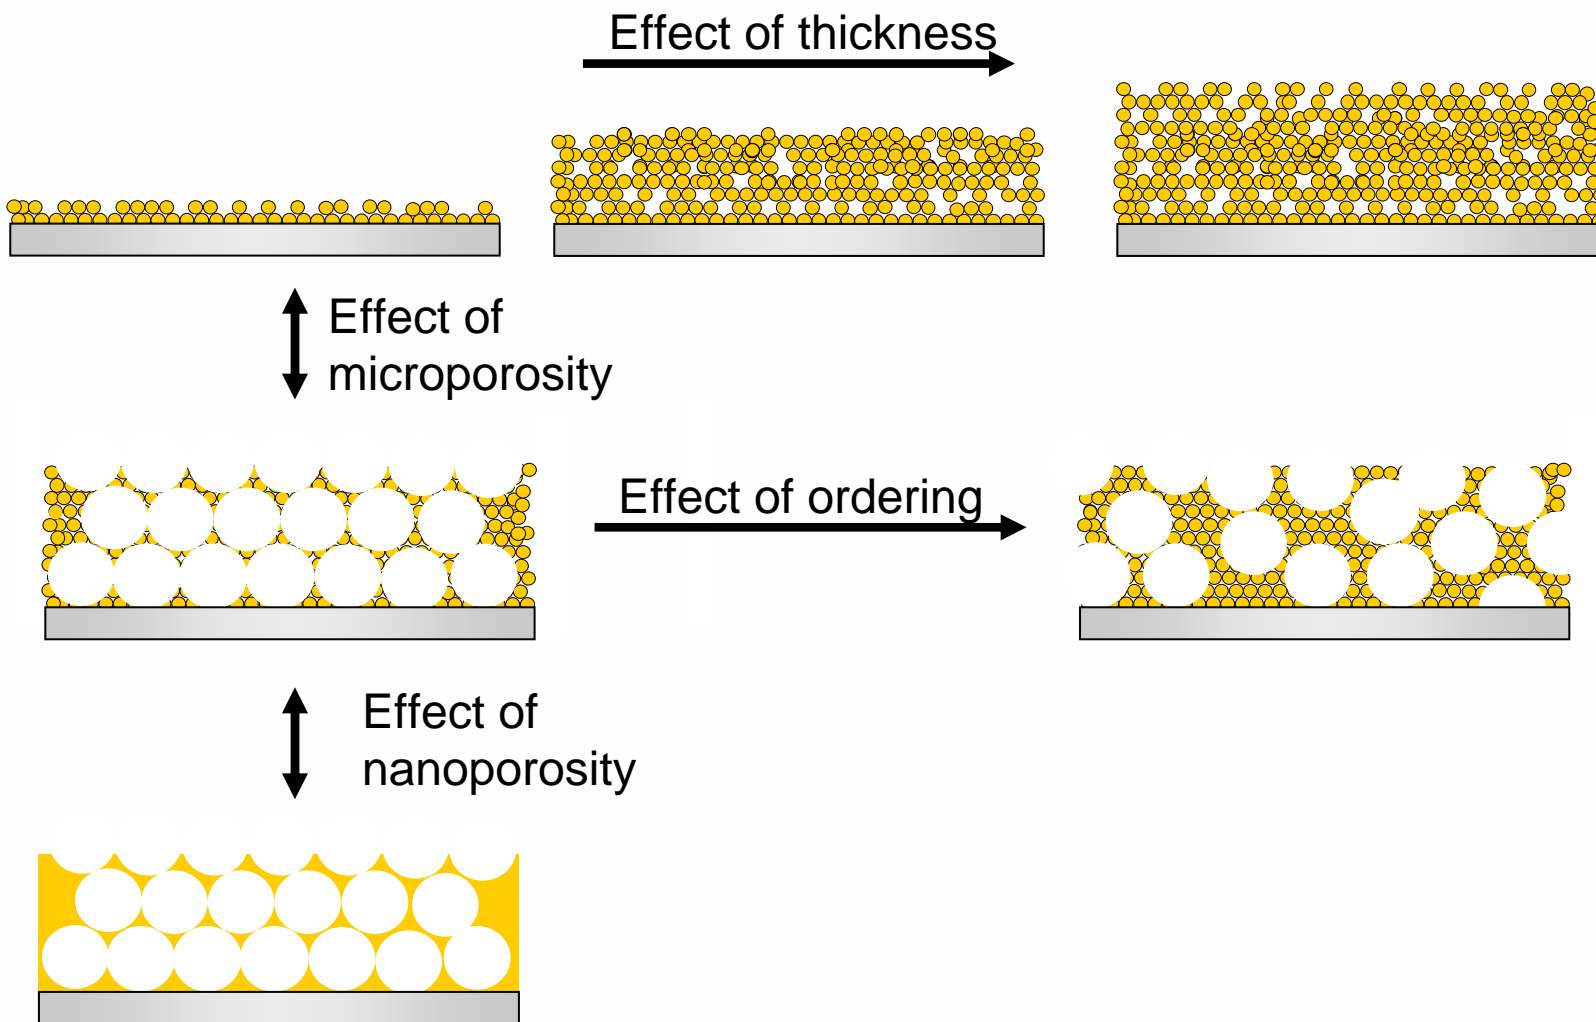 Effect of thickness
Effect of
microporosity
Effect of ordering
Effect of
nanoporosity